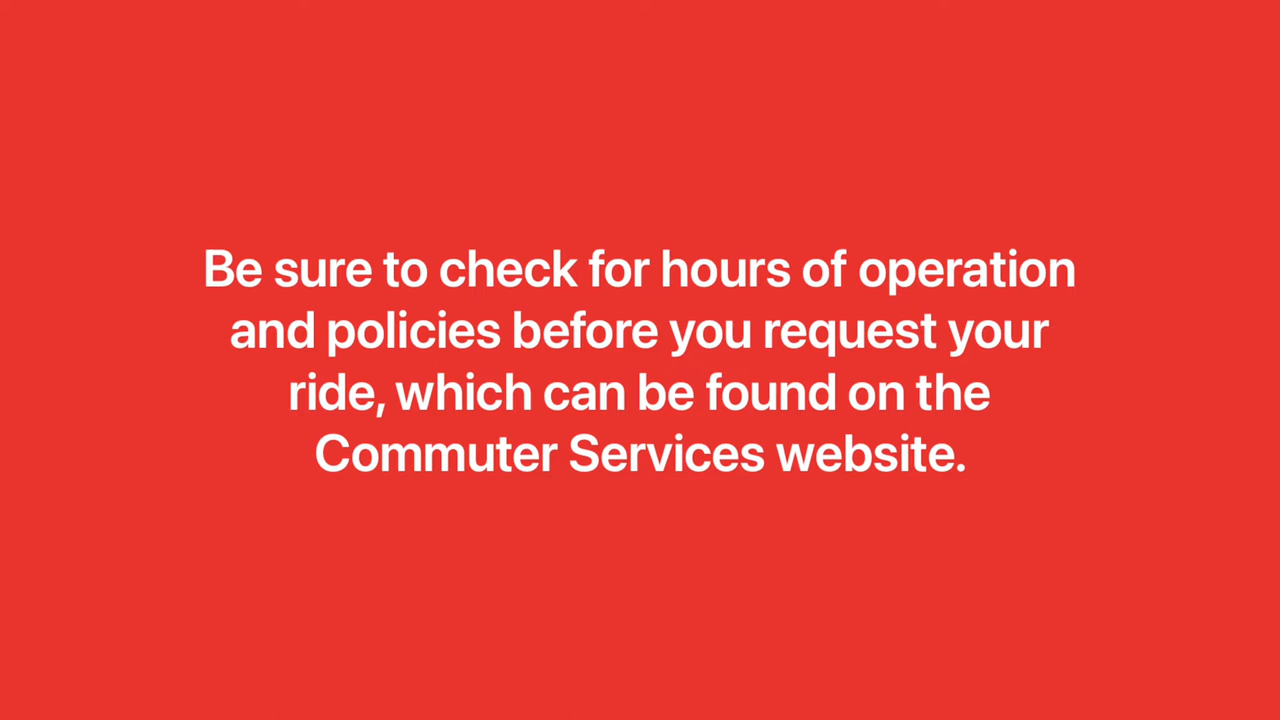 Be sure to check for hours of operation
and policies before you request your
ride, which can be found on the
Commuter Services website.